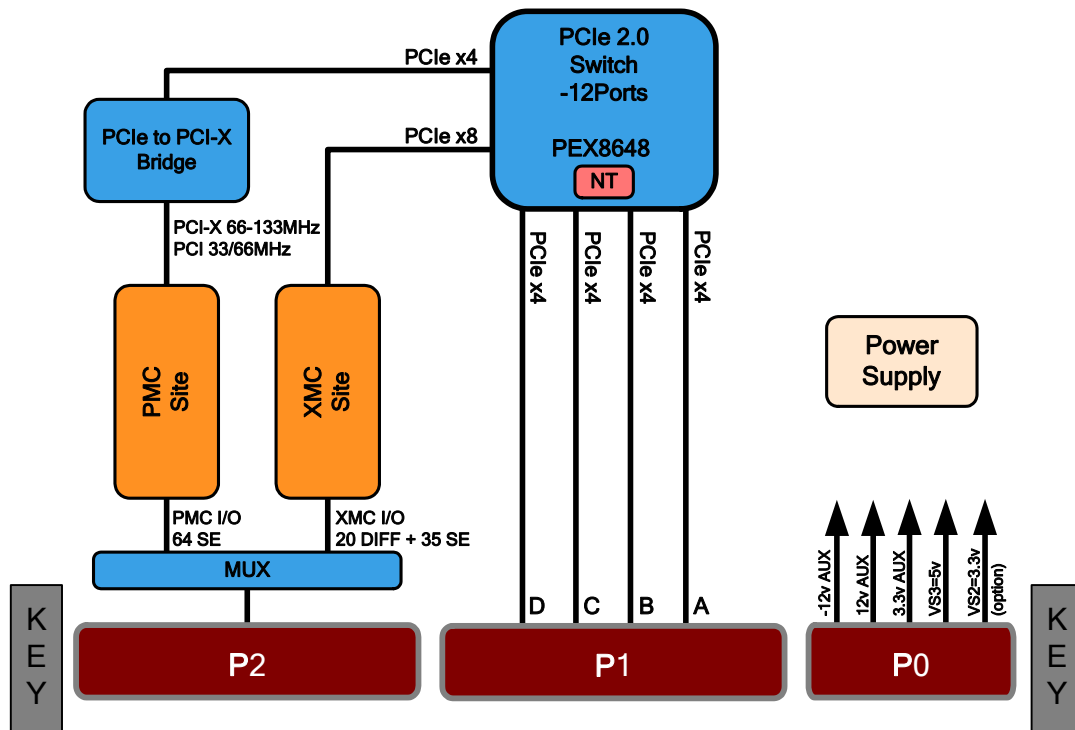 PCIe 2.0
Switch
-12Ports
PEX8648
NT
PCIe x4
PCIe x8
PCIe to PCI-X
Bridge
PCI-X 66-133MHz
PCI 33/66MHz
PCIe x4
PCIe x4
PCIe x4
PCIe x4
PMC
Site
XMC
Site
Power
Supply
PMC I/O
64 SE
XMC I/O
20 DIFF + 35 SE
MUX
D
C
B
A
-12v AUX
12v AUX
3.3v AUX
VS3=5v
VS2=3.3v
(option)
KEY
P2
P1
P0
KEY